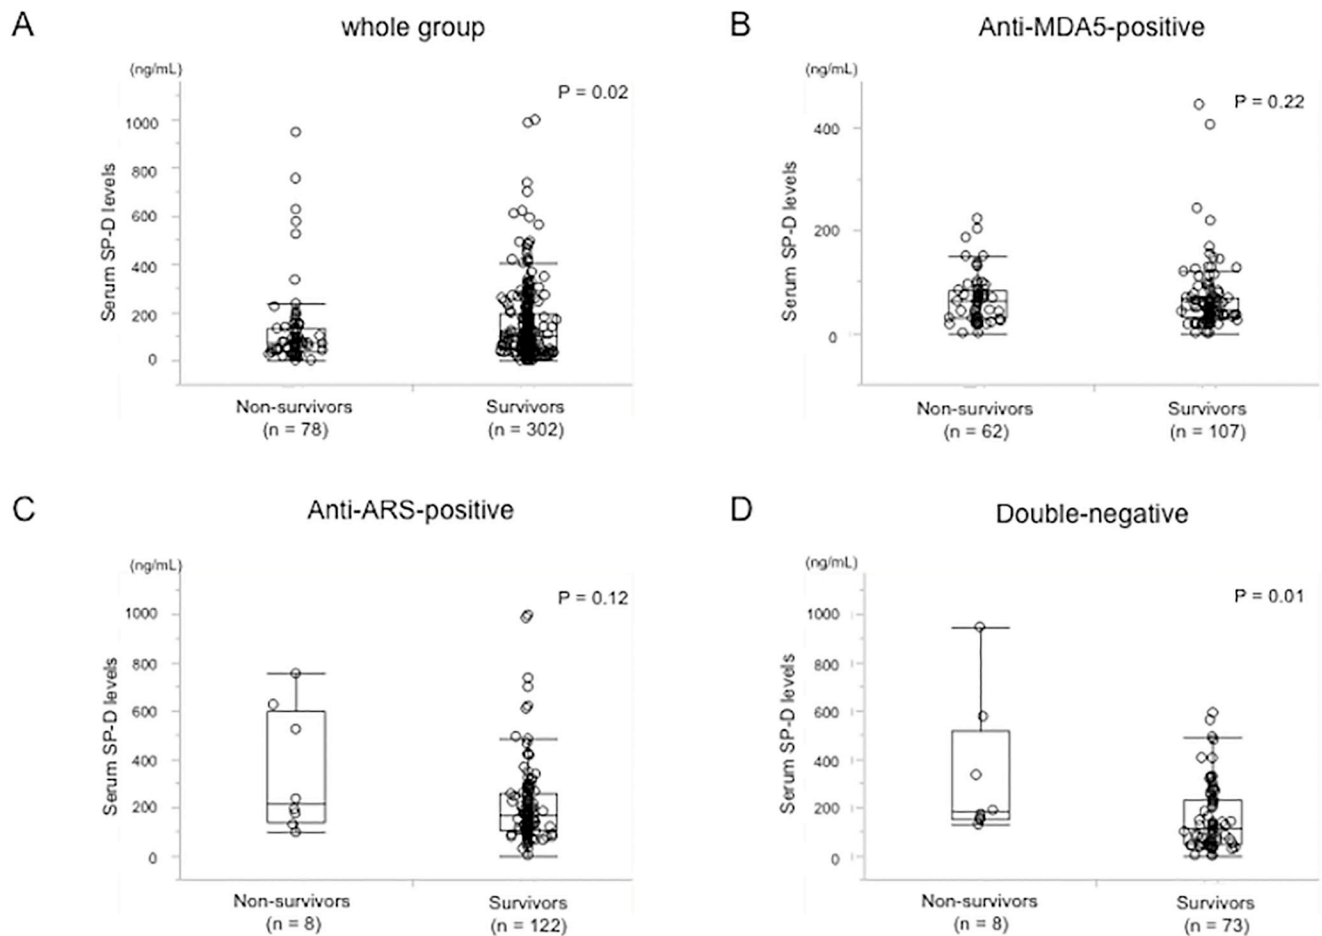 A
whole group
(ng/mL)
P = 0.02
1000
800
600
400
200
0
Serum SP-D levels
Non-survivors
(n = 78)
Survivors
(n = 302)
B
Anti-MDA5-positive
(ng/mL)
P = 0.22
400
200
0
Serum SP-D levels
Non-survivors
(n = 62)
Survivors
(n = 107)
C
Anti-ARS-positive
(ng/mL)
P = 0.12
1000
800
600
400
200
0
Serum SP-D levels
Non-survivors
(n = 8)
Survivors
(n = 122)
D
Double-negative
(ng/mL)
P = 0.01
1000
800
600
400
200
0
Serum SP-D levels
Non-survivors
(n = 8)
Survivors
(n = 73)